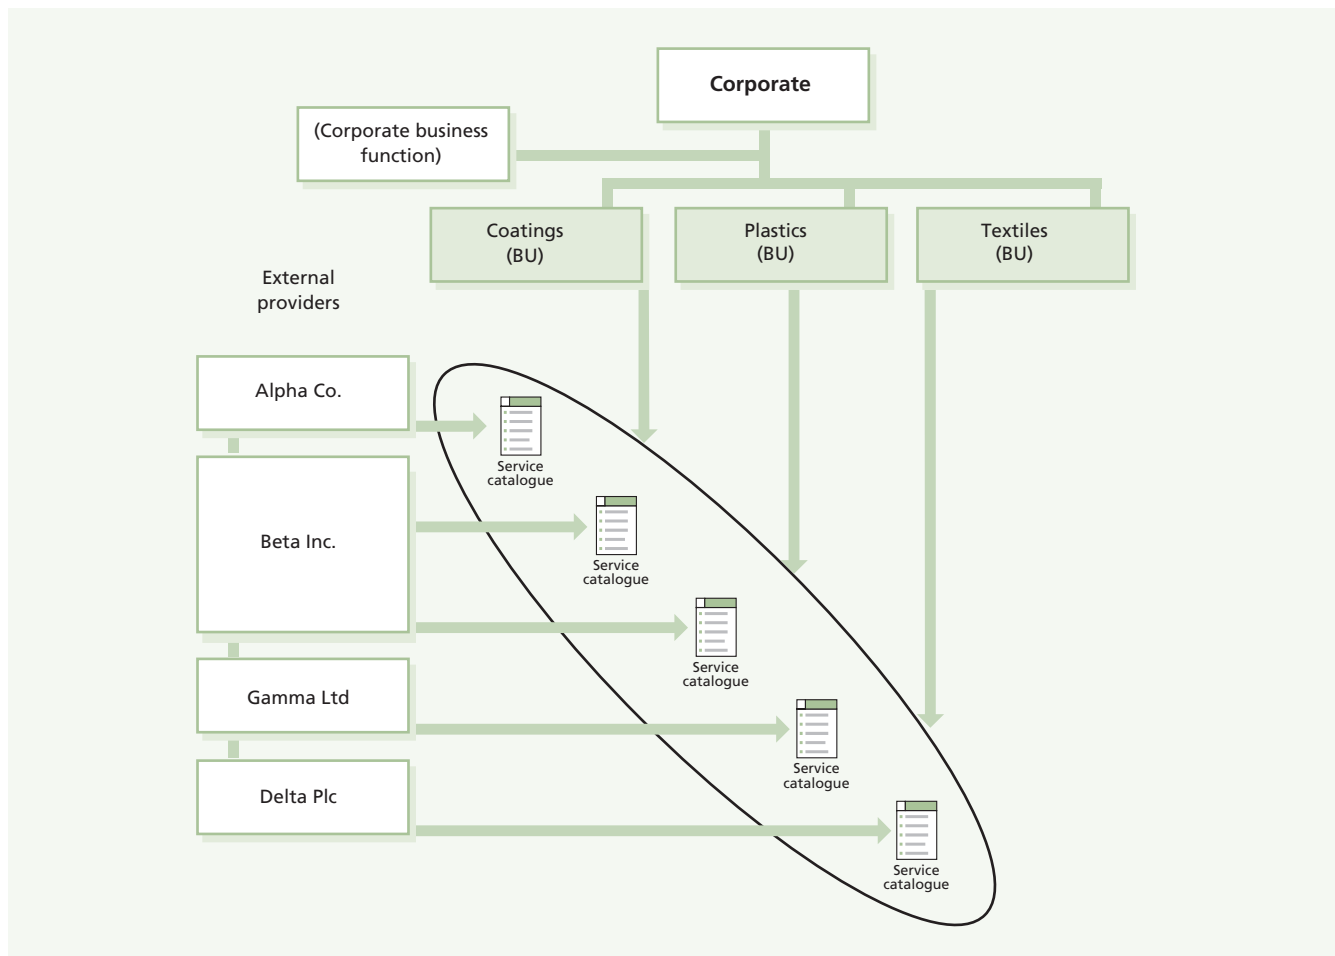 Corporate
(Corporate business
function)
Coatings
(BU)
Plastics
(BU)
Textiles
(BU)
External
providers
Alpha Co.
Service
catalogue
Beta Inc.
Service
catalogue
Service
catalogue
Gamma Ltd
Service
catalogue
Delta Plc
Service
catalogue